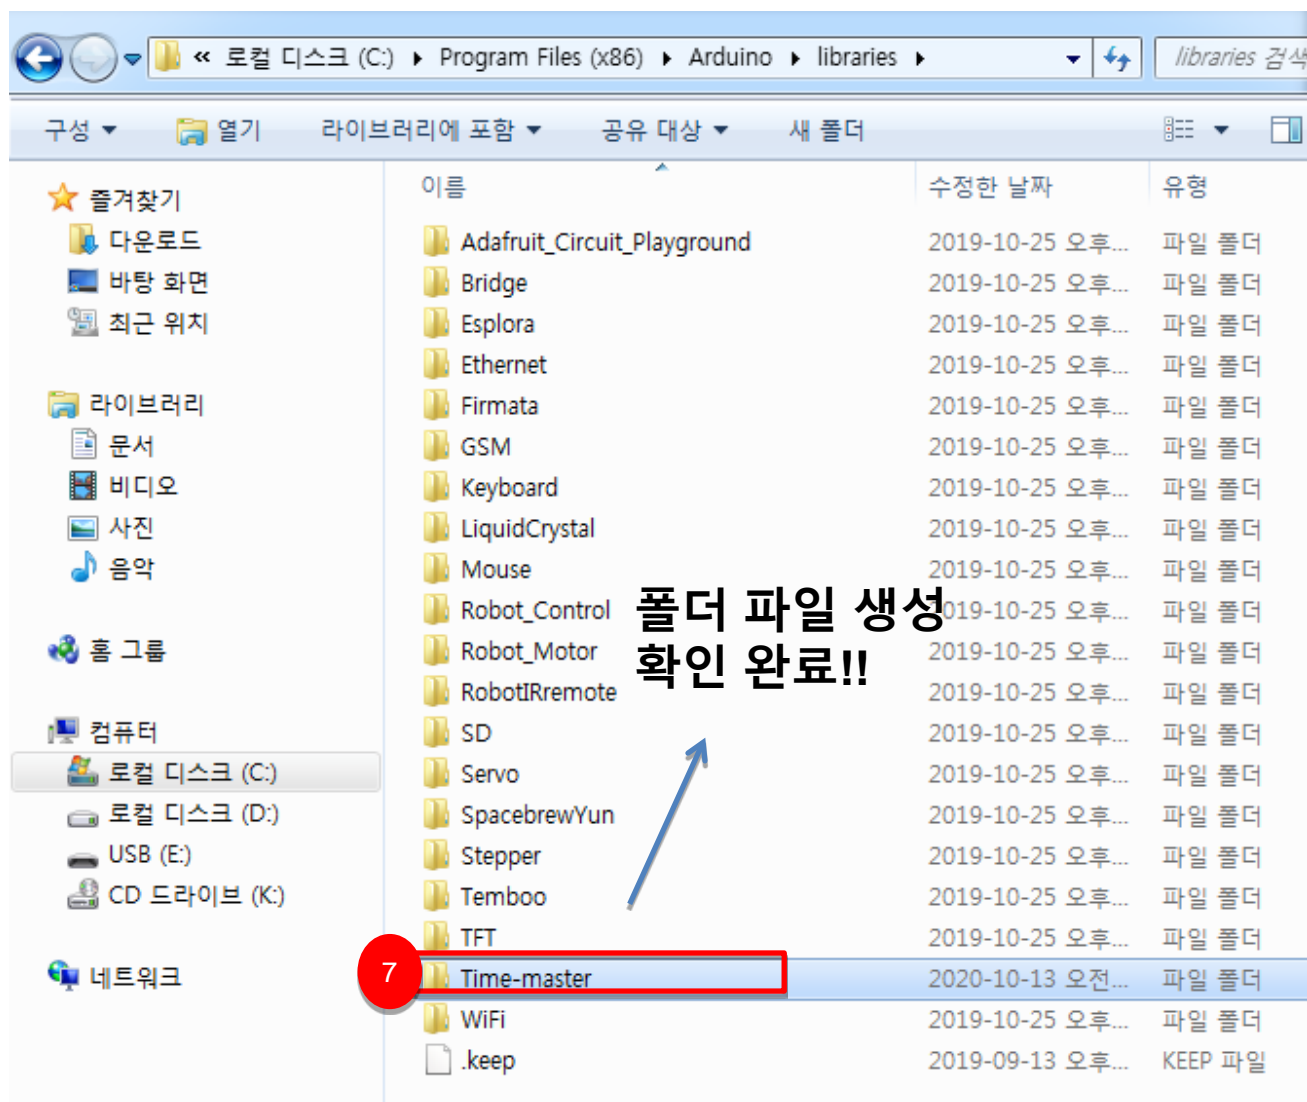 « 로컬 디스크 (C:) ▸ Program Files (x86) ▸ Arduino ▸ libraries ▸ libraries 검색
구성 열기 라이브러리에 포함 공유 대상 새 폴더
이름 수정한 날짜 유형
즐겨찾기
다운로드
바탕 화면
최근 위치
라이브러리
문서
비디오
사진
음악
홈 그룹
컴퓨터
로컬 디스크 (C:)
로컬 디스크 (D:)
USB (E:)
CD 드라이브 (K:)
네트워크
Adafruit_Circuit_Playground 2019-10-25 오후... 파일 폴더
Bridge 2019-10-25 오후... 파일 폴더
Esplora 2019-10-25 오후... 파일 폴더
Ethernet 2019-10-25 오후... 파일 폴더
Firmata 2019-10-25 오후... 파일 폴더
GSM 2019-10-25 오후... 파일 폴더
Keyboard 2019-10-25 오후... 파일 폴더
LiquidCrystal 2019-10-25 오후... 파일 폴더
Mouse 2019-10-25 오후... 파일 폴더
Robot_Control 2019-10-25 오후... 파일 폴더
Robot_Motor 2019-10-25 오후... 파일 폴더
RobotIRremote 2019-10-25 오후... 파일 폴더
SD 2019-10-25 오후... 파일 폴더
Servo 2019-10-25 오후... 파일 폴더
SpacebrewYun 2019-10-25 오후... 파일 폴더
Stepper 2019-10-25 오후... 파일 폴더
Temboo 2019-10-25 오후... 파일 폴더
TFT 2019-10-25 오후... 파일 폴더
7 Time-master 2020-10-13 오전... 파일 폴더
WiFi 2019-10-25 오후... 파일 폴더
.keep 2019-09-13 오후... KEEP 파일
폴더 파일 생성
확인 완료!!